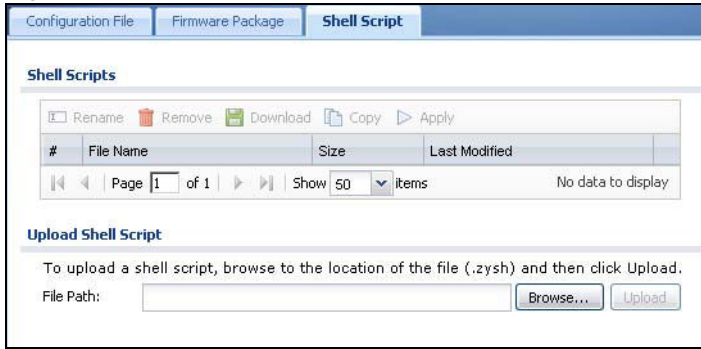 Configuration File Firmware Package Shell Script
Shell Scripts
Rename Remove Download Copy Apply
# File Name Size Last Modified
Page 1 of 1 Show 50 items No data to display
Upload Shell Script
To upload a shell script, browse to the location of the file (.zysh) and then click Upload.
File Path: Browse... Upload